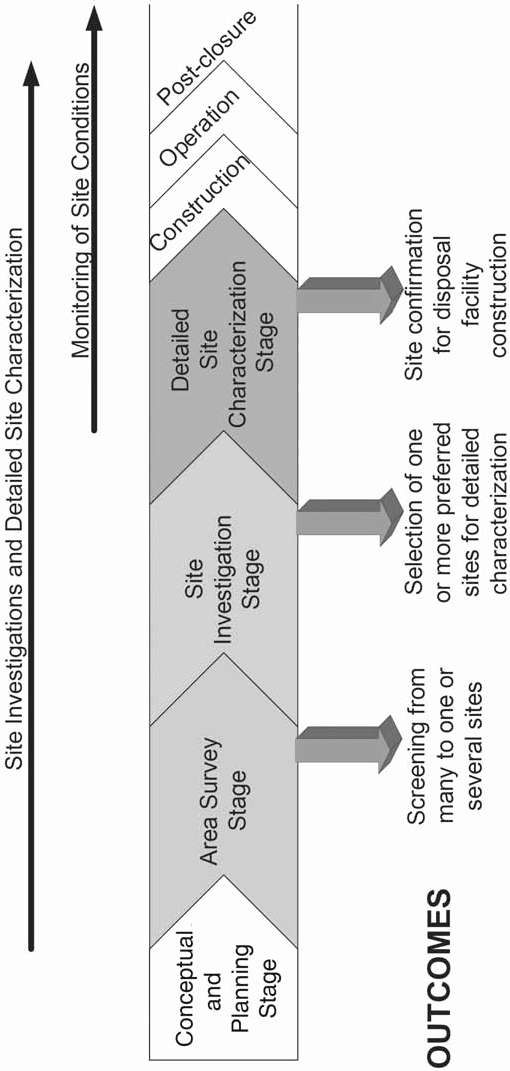 Site Investigations and Detailed Site Characterization
Monitoring of Site Conditions
Conceptual
and
Planning
Stage
Area Survey
Stage
Site
Investigation
Stage
Detailed
Site
Characterization
Stage
Construction
Operation
Post-closure
OUTCOMES
Screening from
many to one or
several sites
Selection of one
or more preferred
sites for detailed
characterization
Site confirmation
for disposal
facility
construction